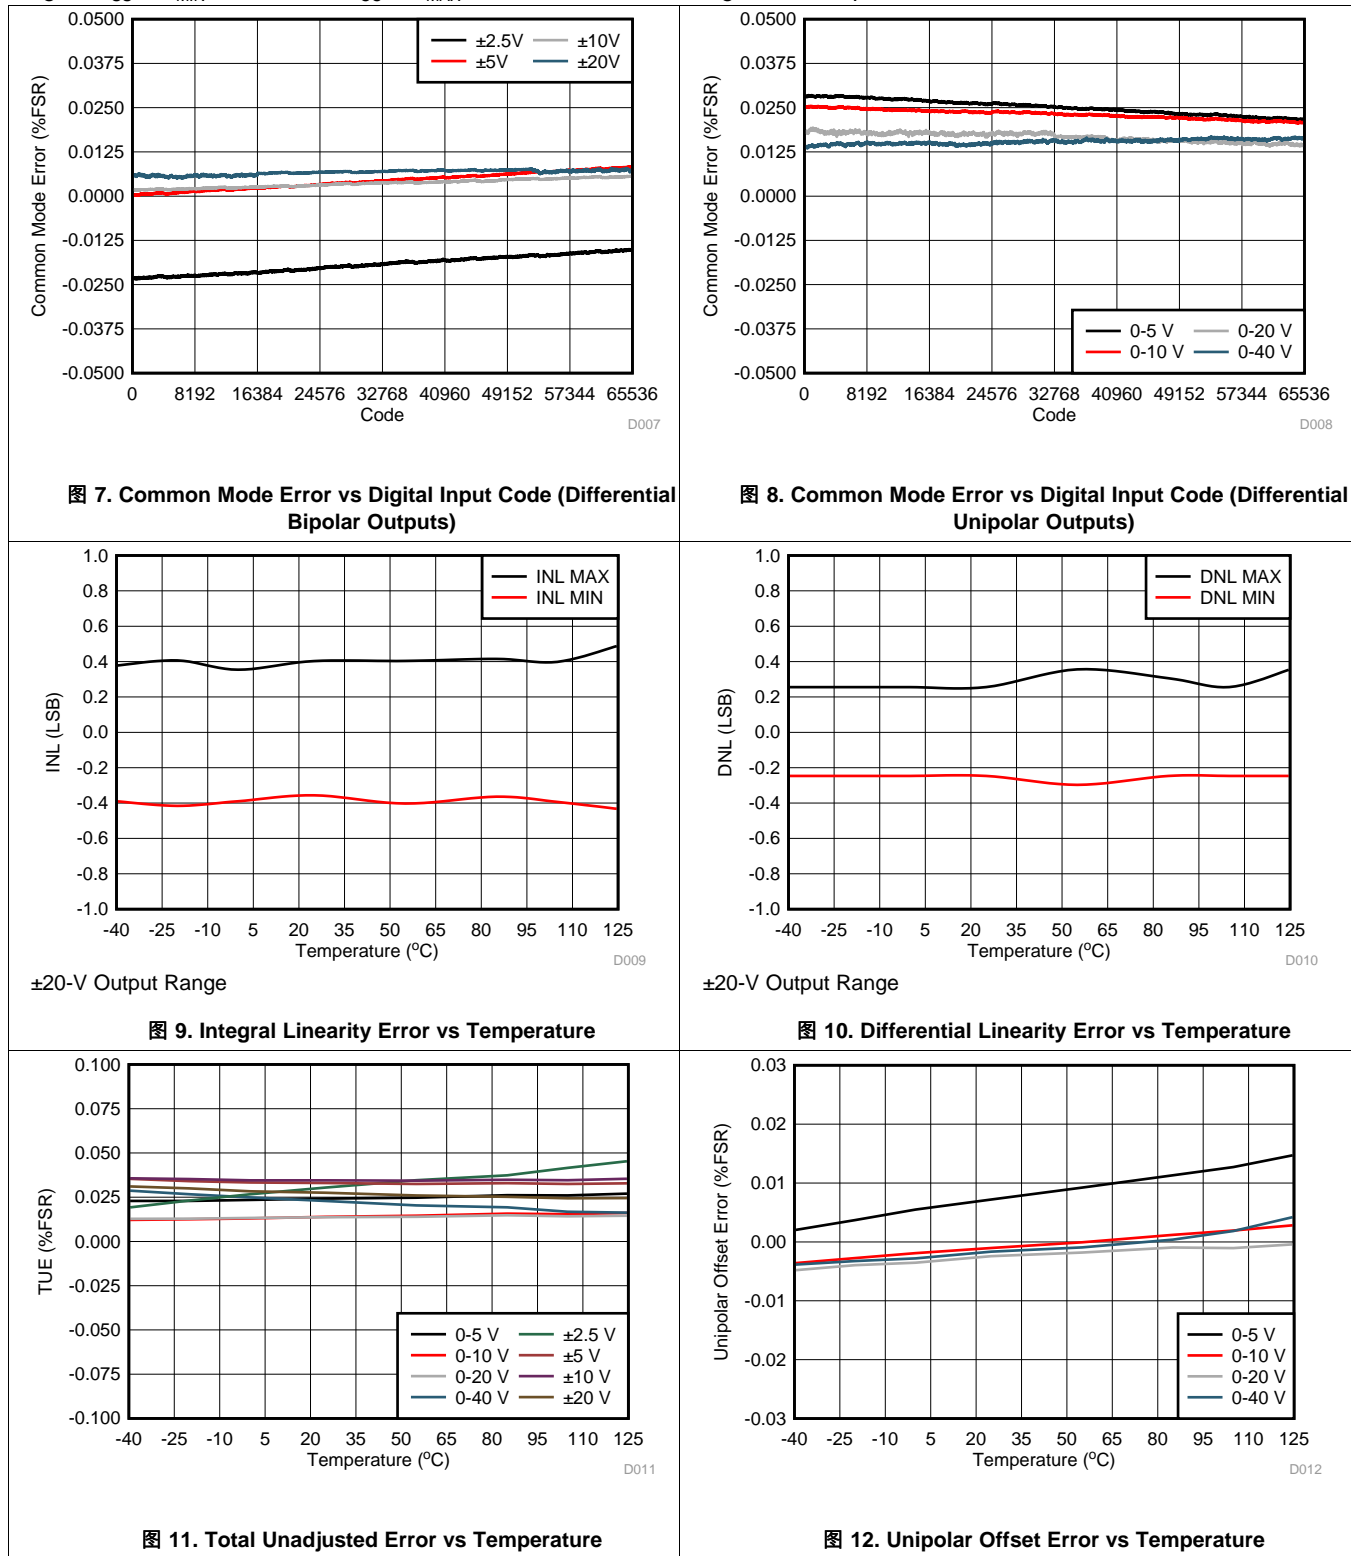 0.0500
0.0375
0.0250
0.0125
0.0000
-0.0125
-0.0250
-0.0375
-0.0500
Common Mode Error (%FSR)
±2.5V
±10V
±5V
±20V
0 8192 16384 24576 32768 40960 49152 57344 65536
Code
D007
图 7. Common Mode Error vs Digital Input Code (Differential
Bipolar Outputs)
0.0500
0.0375
0.0250
0.0125
0.0000
-0.0125
-0.0250
-0.0375
-0.0500
Common Mode Error (%FSR)
0-5 V
0-20 V
0-10 V
0-40 V
0 8192 16384 24576 32768 40960 49152 57344 65536
Code
D008
图 8. Common Mode Error vs Digital Input Code (Differential
Unipolar Outputs)
1.0
0.8
0.6
0.4
0.2
0.0
-0.2
-0.4
-0.6
-0.8
-1.0
INL (LSB)
INL MAX
INL MIN
-40 -25 -10 5 20 35 50 65 80 95 110 125
Temperature (°C)
D009
±20-V Output Range
图 9. Integral Linearity Error vs Temperature
1.0
0.8
0.6
0.4
0.2
0.0
-0.2
-0.4
-0.6
-0.8
-1.0
DNL (LSB)
DNL MAX
DNL MIN
-40 -25 -10 5 20 35 50 65 80 95 110 125
Temperature (°C)
D010
±20-V Output Range
图 10. Differential Linearity Error vs Temperature
0.100
0.075
0.050
0.025
0.000
-0.025
-0.050
-0.075
-0.100
TUE (%FSR)
0-5 V
±2.5 V
0-10 V
±5 V
0-20 V
±10 V
0-40 V
±20 V
-40 -25 -10 5 20 35 50 65 80 95 110 125
Temperature (°C)
D011
图 11. Total Unadjusted Error vs Temperature
0.03
0.02
0.01
0.00
-0.01
-0.02
-0.03
Unipolar Offset Error (%FSR)
0-5 V
0-10 V
0-20 V
0-40 V
-40 -25 -10 5 20 35 50 65 80 95 110 125
Temperature (°C)
D012
图 12. Unipolar Offset Error vs Temperature